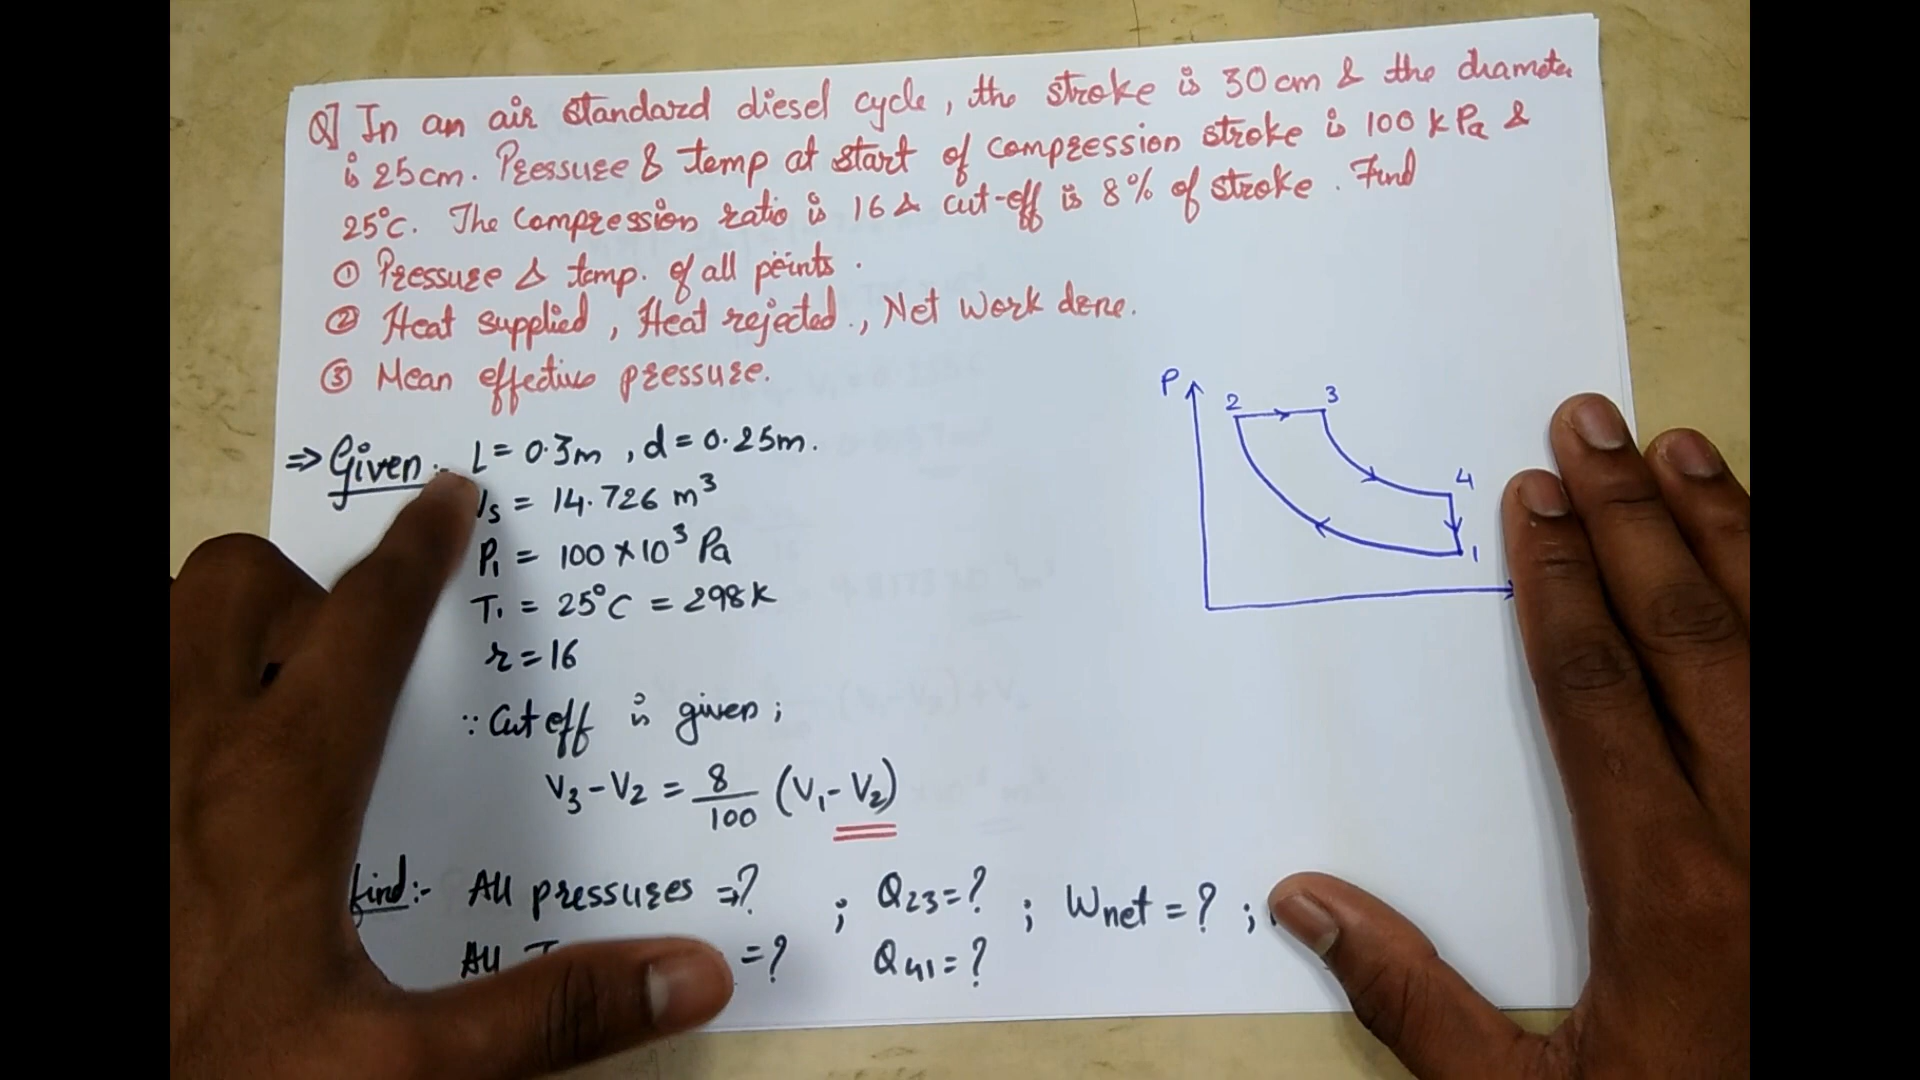 Q] In an air standard diesel cycle, the stroke is 30cm & the diameter
is 25cm. Pressure & temp at start of compression stroke is 100 kPa &
25°C. The compression ratio is 16 & cut-off is 8% of stroke. Find
① Pressure & temp. of all points.
② Heat supplied, Heat rejected., Net work done.
③ Mean effective pressure.
⇒ Given:- L = 0.3m, d = 0.25m.
Vs = 14.726 m³
P₁ = 100 × 10³ Pa
T₁ = 25°C = 298K
r = 16
∵ Cut off is given;
V₃ - V₂ = 8/100 (V₁ - V₂)
find:- All pressures ⇒? ; Q₂₃ = ? ; Wnet = ? ;
All = ? Q₄₁ = ?
P
2
3
4
1